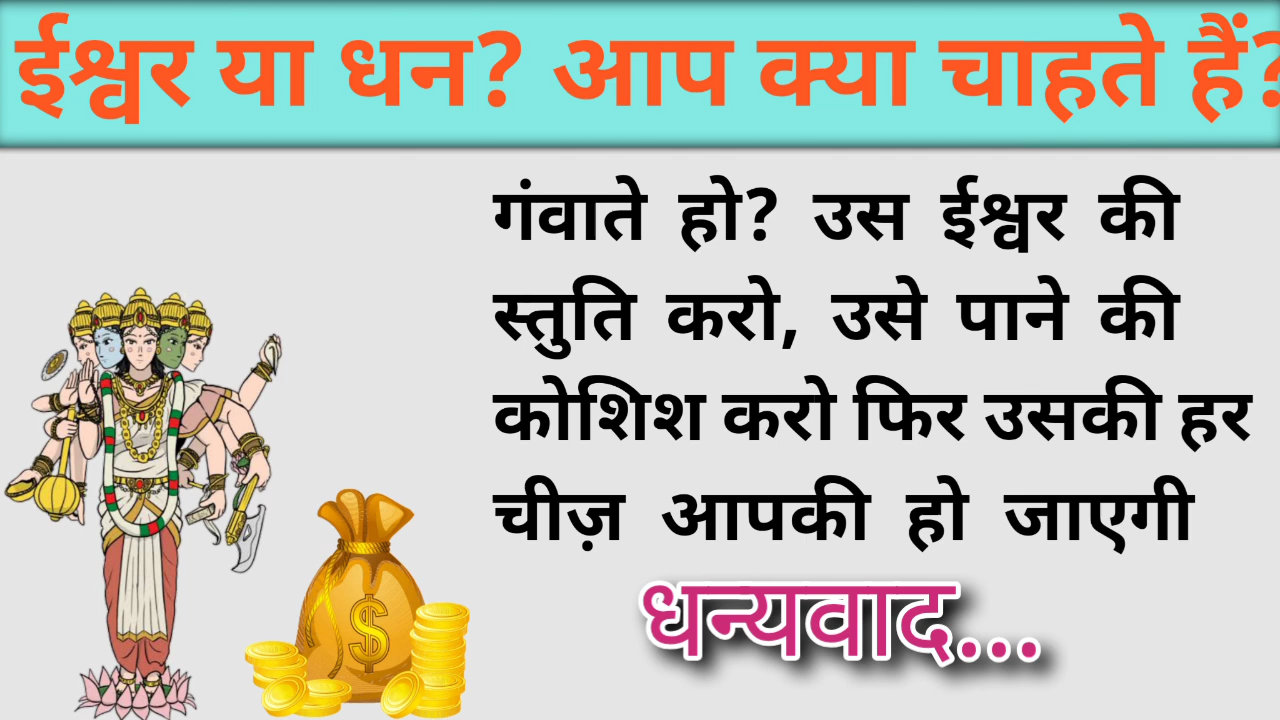 ईश्वर या धन? आप क्या चाहते हैं?
गंवाते हो? उस ईश्वर की
स्तुति करो, उसे पाने की
कोशिश करो फिर उसकी हर
चीज़ आपकी हो जाएगी
धन्यवाद...
$